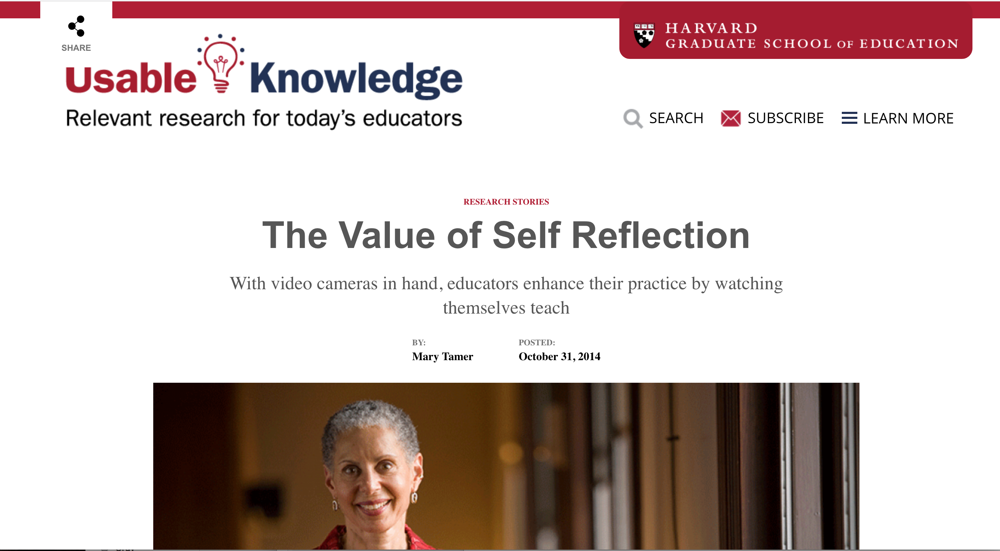 SHARE
HARVARD
GRADUATE SCHOOL OF EDUCATION
Usable Knowledge
Relevant research for today's educators
SEARCH SUBSCRIBE LEARN MORE
RESEARCH STORIES
The Value of Self Reflection
With video cameras in hand, educators enhance their practice by watching
themselves teach
BY: POSTED:
Mary Tamer October 31, 2014